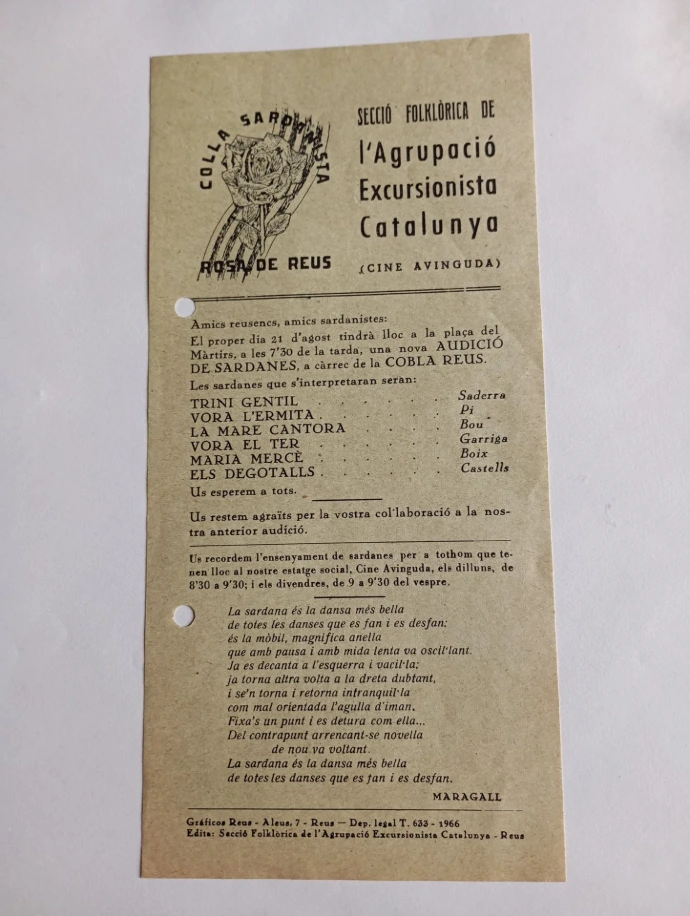 COLLA SARDANISTA
ROSA DE REUS
SECCIÓ FOLKLÒRICA DE
l'Agrupació
Excursionista
Catalunya
(CINE AVINGUDA)
Amics reusencs, amics sardanistes:
El proper dia 21 d'agost tindrà lloc a la plaça del
Màrtirs, a les 7'30 de la tarda, una nova AUDICIÓ
DE SARDANES, a càrrec de la COBLA REUS.
Les sardanes que s'interpretaran seran:
TRINI GENTIL . . . . . . Saderra
VORA L'ERMITA . . . . . . Pi
LA MARE CANTORA . . . . Bou
VORA EL TER . . . . . . Garriga
MARIA MERCÈ . . . . . . Boix
ELS DEGOTALLS . . . . . . Castells
Us esperem a tots.
Us restem agraïts per la vostra col·laboració a la nos-
tra anterior audició.
Us recordem l'ensenyament de sardanes per a tothom que te-
nen lloc al nostre estatge social, Cine Avinguda, els dilluns, de
8'30 a 9'30; i els divendres, de 9 a 9'30 del vespre.
La sardana és la dansa més bella
de totes les danses que es fan i es desfan;
és la mòbil, magnífica anella
que amb pausa i amb mida lenta va oscil·lant.
Ja es decanta a l'esquerra i vacil·la;
ja torna altra volta a la dreta dubtant,
i se'n torna i retorna intranquil·la
com mal orientada l'agulla d'iman.
Fixa's un punt i es detura com ella...
Del contrapunt arrencant-se novella
de nou va voltant.
La sardana és la dansa més bella
de totes les danses que es fan i es desfan.
MARAGALL
Gráficos Reus - Aleus, 7 - Reus — Dep. legal T. 633 - 1966
Edita: Secció Folklòrica de l'Agrupació Excursionista Catalunya - Reus